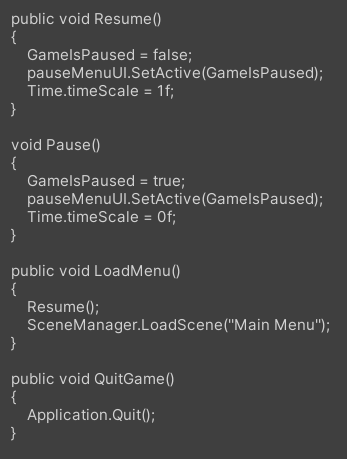 public void Resume()
{
    GameIsPaused = false;
    pauseMenuUI.SetActive(GameIsPaused);
    Time.timeScale = 1f;
}

void Pause()
{
    GameIsPaused = true;
    pauseMenuUI.SetActive(GameIsPaused);
    Time.timeScale = 0f;
}

public void LoadMenu()
{
    Resume();
    SceneManager.LoadScene("Main Menu");
}

public void QuitGame()
{
    Application.Quit();
}